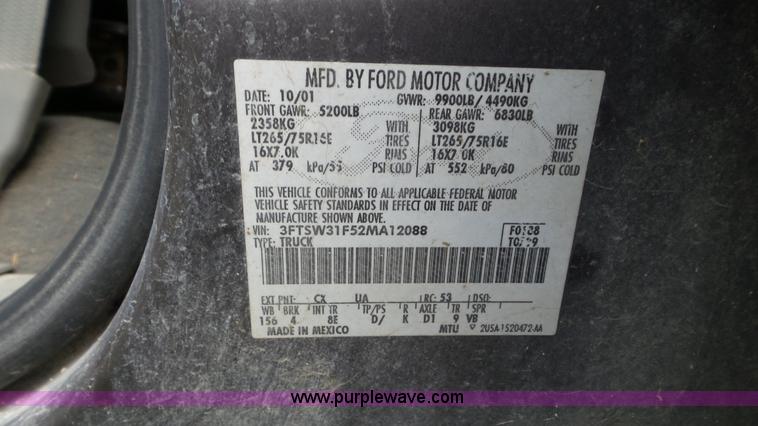 MFD. BY FORD MOTOR COMPANY
DATE: 10/01 GVWR: 9900LB/ 4490KG
FRONT GAWR: 5200LB REAR GAWR: 6830LB
2358KG WITH 3098KG WITH
LT265/75R16E TIRES LT265/75R16E TIRES
16X7.0K RIMS 16X7.0K RIMS
AT 379 kPa/55 PSI COLD AT 552 kPa/80 PSI COLD
THIS VEHICLE CONFORMS TO ALL APPLICABLE FEDERAL MOTOR
VEHICLE SAFETY STANDARDS IN EFFECT ON THE DATE OF
MANUFACTURE SHOWN ABOVE.
VIN: 3FTSW31F52MA12088
TYPE: TRUCK
EXT PNT: CX UA RC: 53 DSO:
WB BRK INT TR TP/PS R AXLE TR SPR
156 4 8E D/ K D1 9 VB
MADE IN MEXICO MTU 2U5A-1520472-AA
www.purplewave.com